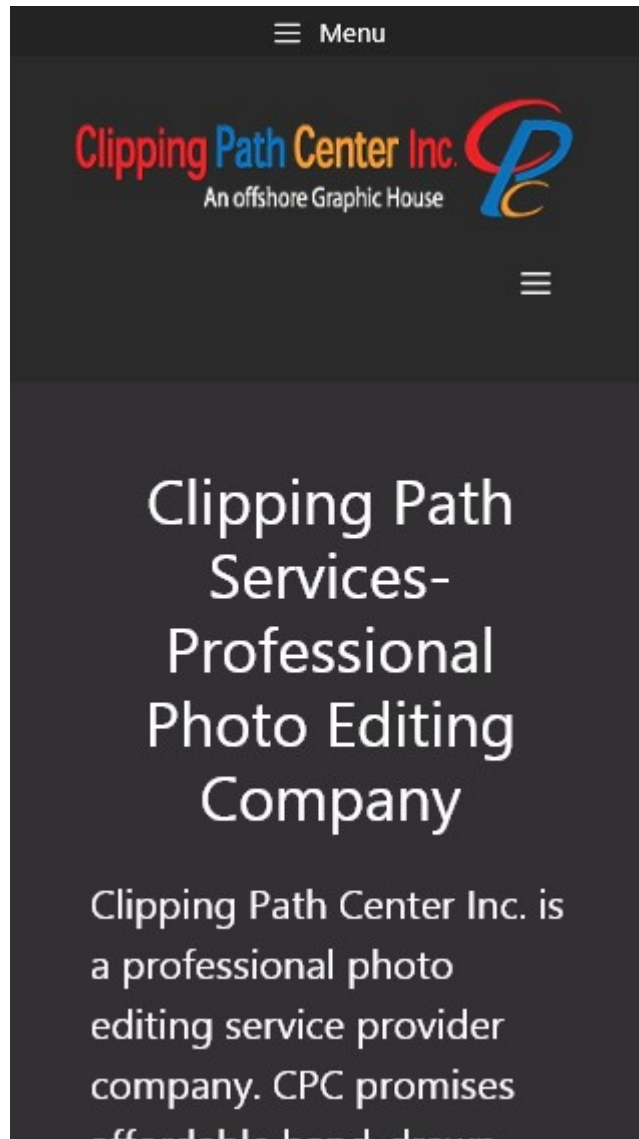 Menu
Clipping Path Center Inc.
An offshore Graphic House
CPC
Clipping Path
Services-
Professional
Photo Editing
Company
Clipping Path Center Inc. is
a professional photo
editing service provider
company. CPC promises